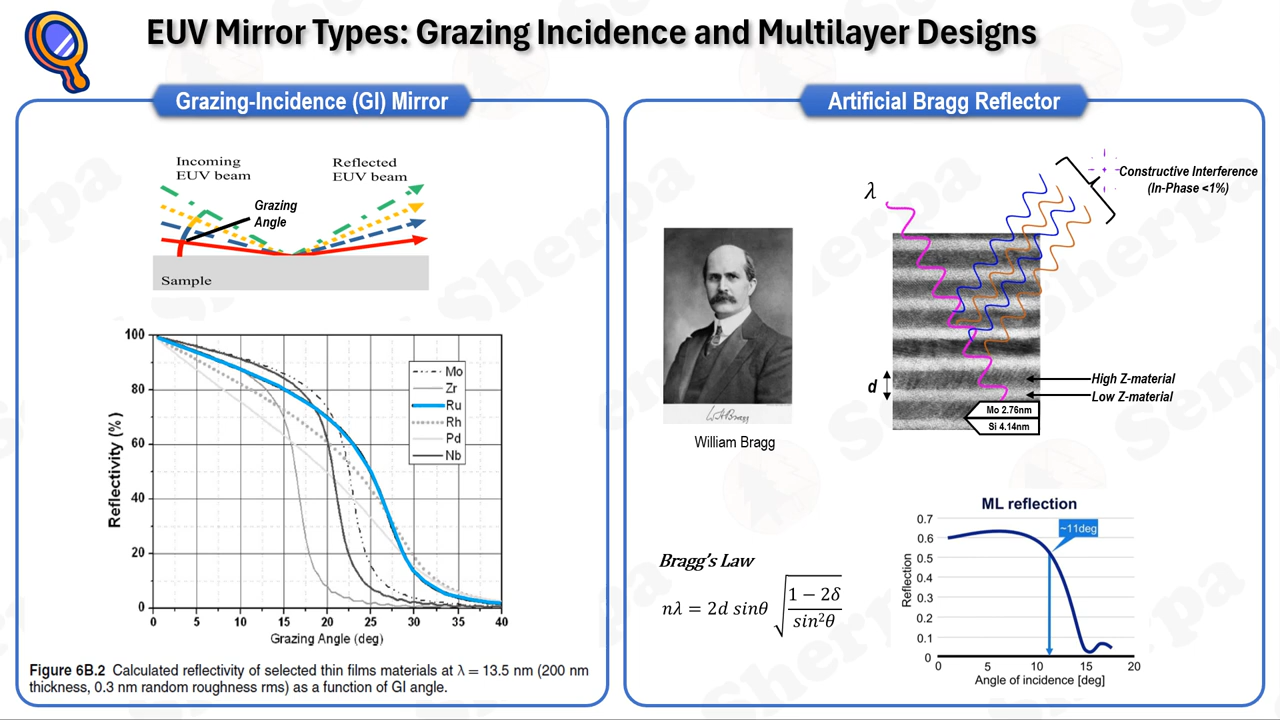 EUV Mirror Types: Grazing Incidence and Multilayer Designs
Grazing-Incidence (GI) Mirror
Incoming
EUV beam
Reflected
EUV beam
Grazing
Angle
Sample
100
80
60
40
20
0
Reflectivity (%)
Mo
Zr
Ru
Rh
Pd
Nb
0 5 10 15 20 25 30 35 40
Grazing Angle (deg)
Figure 6B.2 Calculated reflectivity of selected thin films materials at λ = 13.5 nm (200 nm
thickness, 0.3 nm random roughness rms) as a function of GI angle.
Artificial Bragg Reflector
Constructive Interference
(In-Phase <1%)
λ
W.H. Bragg
William Bragg
d
High Z-material
Low Z-material
Mo 2.76nm
Si 4.14nm
Bragg's Law
nλ = 2d sinθ √((1 − 2δ)/sin²θ)
ML reflection
~11deg
0.7
0.6
0.5
0.4
0.3
0.2
0.1
0
Reflection
0 5 10 15 20
Angle of incidence [deg]
Sherpa
Semi